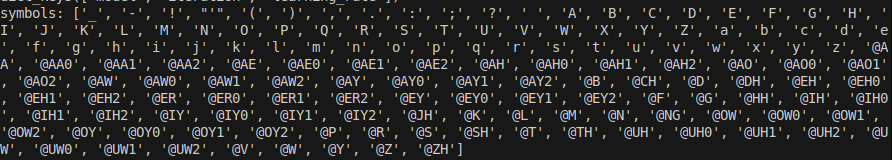 symbols: ['_', '-', '!', "'", '(', ')', ',', '.', ':', ';', '?', ' ', 'A', 'B', 'C', 'D', 'E', 'F', 'G', 'H', '
I', 'J', 'K', 'L', 'M', 'N', 'O', 'P', 'Q', 'R', 'S', 'T', 'U', 'V', 'W', 'X', 'Y', 'Z', 'a', 'b', 'c', 'd', 'e'
, 'f', 'g', 'h', 'i', 'j', 'k', 'l', 'm', 'n', 'o', 'p', 'q', 'r', 's', 't', 'u', 'v', 'w', 'x', 'y', 'z', '@A
A', '@AA0', '@AA1', '@AA2', '@AE', '@AE0', '@AE1', '@AE2', '@AH', '@AH0', '@AH1', '@AH2', '@AO', '@AO0', '@AO1'
, '@AO2', '@AW', '@AW0', '@AW1', '@AW2', '@AY', '@AY0', '@AY1', '@AY2', '@B', '@CH', '@D', '@DH', '@EH', '@EH0'
, '@EH1', '@EH2', '@ER', '@ER0', '@ER1', '@ER2', '@EY', '@EY0', '@EY1', '@EY2', '@F', '@G', '@HH', '@IH', '@IH0
', '@IH1', '@IH2', '@IY', '@IY0', '@IY1', '@IY2', '@JH', '@K', '@L', '@M', '@N', '@NG', '@OW', '@OW0', '@OW1',
'@OW2', '@OY', '@OY0', '@OY1', '@OY2', '@P', '@R', '@S', '@SH', '@T', '@TH', '@UH', '@UH0', '@UH1', '@UH2', '@U
W', '@UW0', '@UW1', '@UW2', '@V', '@W', '@Y', '@Z', '@ZH']